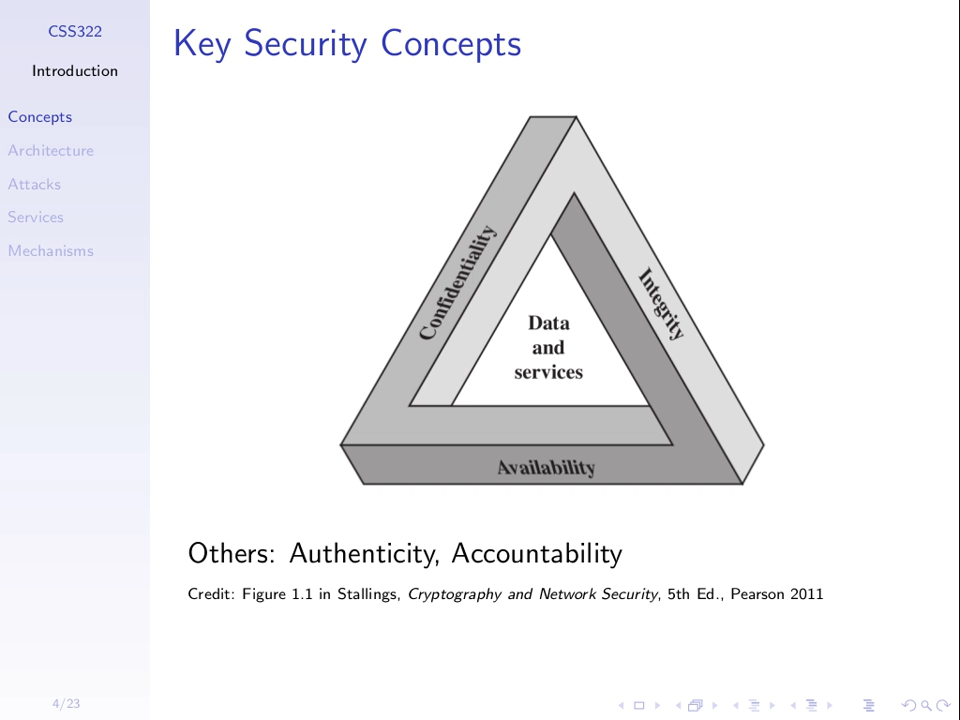 CSS322
Introduction
Concepts
Architecture
Attacks
Services
Mechanisms
4/23
Key Security Concepts
Confidentiality
Integrity
Data
and
services
Availability
Others: Authenticity, Accountability
Credit: Figure 1.1 in Stallings, Cryptography and Network Security, 5th Ed., Pearson 2011